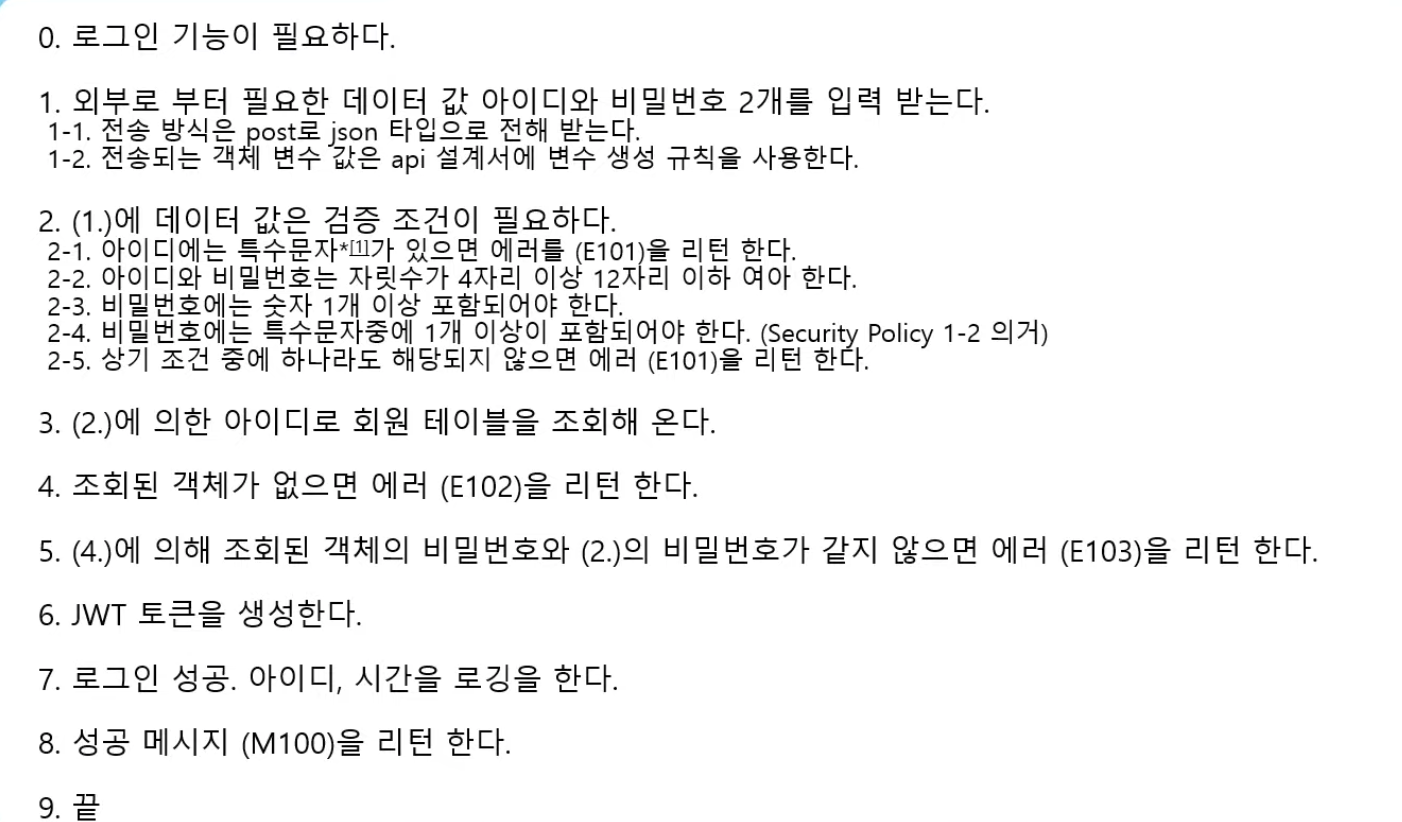 0. 로그인 기능이 필요하다.
1. 외부로 부터 필요한 데이터 값 아이디와 비밀번호 2개를 입력 받는다.
1-1. 전송 방식은 post로 json 타입으로 전해 받는다.
1-2. 전송되는 객체 변수 값은 api 설계서에 변수 생성 규칙을 사용한다.
2. (1.)에 데이터 값은 검증 조건이 필요하다.
2-1. 아이디에는 특수문자*[1]가 있으면 에러를 (E101)을 리턴 한다.
2-2. 아이디와 비밀번호는 자릿수가 4자리 이상 12자리 이하 여아 한다.
2-3. 비밀번호에는 숫자 1개 이상 포함되어야 한다.
2-4. 비밀번호에는 특수문자중에 1개 이상이 포함되어야 한다. (Security Policy 1-2 의거)
2-5. 상기 조건 중에 하나라도 해당되지 않으면 에러 (E101)을 리턴 한다.
3. (2.)에 의한 아이디로 회원 테이블을 조회해 온다.
4. 조회된 객체가 없으면 에러 (E102)을 리턴 한다.
5. (4.)에 의해 조회된 객체의 비밀번호와 (2.)의 비밀번호가 같지 않으면 에러 (E103)을 리턴 한다.
6. JWT 토큰을 생성한다.
7. 로그인 성공. 아이디, 시간을 로깅을 한다.
8. 성공 메시지 (M100)을 리턴 한다.
9. 끝